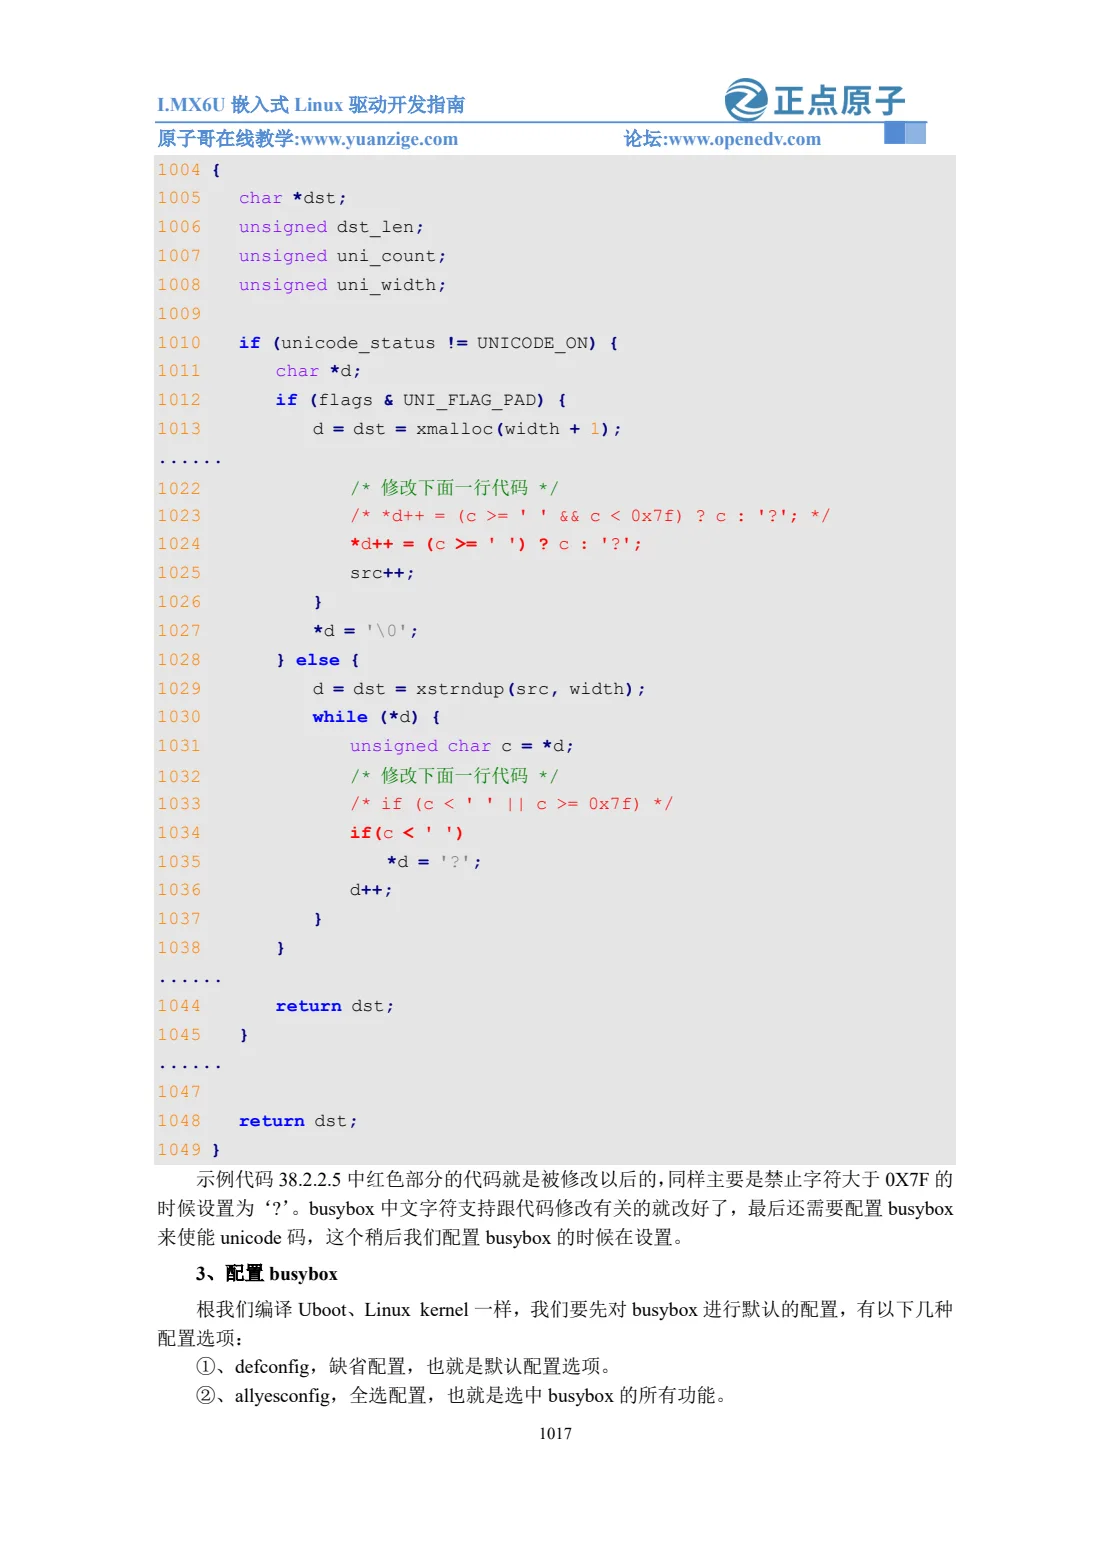 I.MX6U 嵌入式 Linux 驱动开发指南
正点原子
原子哥在线教学:www.yuanzige.com 论坛:www.openedv.com
1004 {
1005 char *dst;
1006 unsigned dst_len;
1007 unsigned uni_count;
1008 unsigned uni_width;
1009
1010 if (unicode_status != UNICODE_ON) {
1011 char *d;
1012 if (flags & UNI_FLAG_PAD) {
1013 d = dst = xmalloc(width + 1);
......
1022 /* 修改下面一行代码 */
1023 /* *d++ = (c >= ' ' && c < 0x7f) ? c : '?'; */
1024 *d++ = (c >= ' ') ? c : '?';
1025 src++;
1026 }
1027 *d = '\0';
1028 } else {
1029 d = dst = xstrndup(src, width);
1030 while (*d) {
1031 unsigned char c = *d;
1032 /* 修改下面一行代码 */
1033 /* if (c < ' ' || c >= 0x7f) */
1034 if(c < ' ')
1035 *d = '?';
1036 d++;
1037 }
1038 }
......
1044 return dst;
1045 }
......
1047
1048 return dst;
1049 }
示例代码 38.2.2.5 中红色部分的代码就是被修改以后的，同样主要是禁止字符大于 0X7F 的
时候设置为‘?’。busybox 中文字符支持跟代码修改有关的就改好了，最后还需要配置 busybox
来使能 unicode 码，这个稍后我们配置 busybox 的时候在设置。
3、配置 busybox
根我们编译 Uboot、Linux kernel 一样，我们要先对 busybox 进行默认的配置，有以下几种
配置选项：
①、defconfig，缺省配置，也就是默认配置选项。
②、allyesconfig，全选配置，也就是选中 busybox 的所有功能。
1017